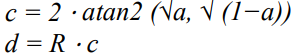 c = 2 ⋅ atan2 (√a, √ (1−a))
d = R ⋅ c